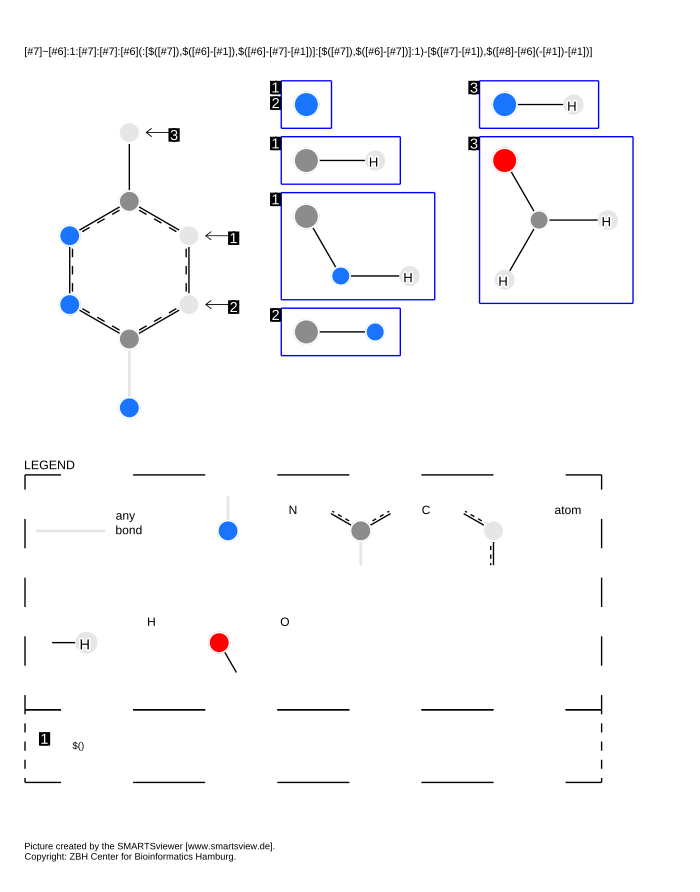 [#7]~[#6]:1:[#7]:[#7]:[#6](:[$([#7]),$([#6]-[#1]),$([#6]-[#7]-[#1])]:[$([#7]),$([#6]-[#7])]:1)-[$([#7]-[#1]),$([#8]-[#6](-[#1])-[#1])]
1
2
3
H
3
1
H
3
1
H
1
H
H
2
2
LEGEND
any
bond
N
C
atom
H
H
O
1
$()
Picture created by the SMARTSviewer [www.smartsview.de].
Copyright: ZBH Center for Bioinformatics Hamburg.